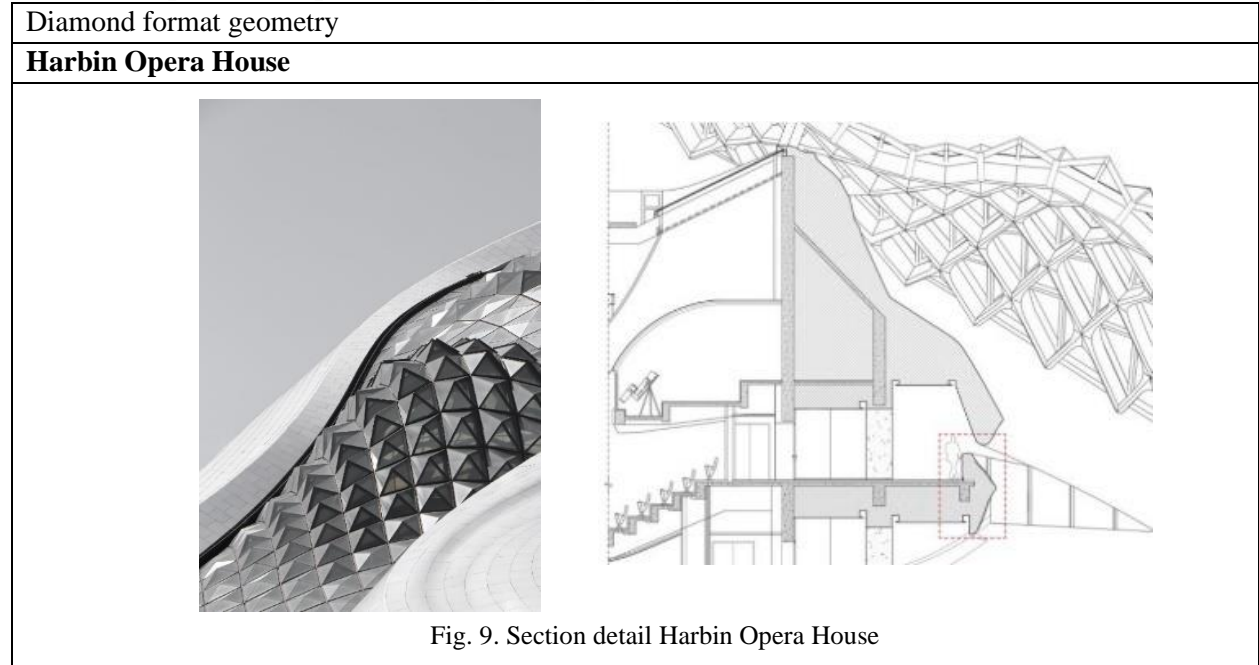 Diamond format geometry
Harbin Opera House
Fig. 9. Section detail Harbin Opera House